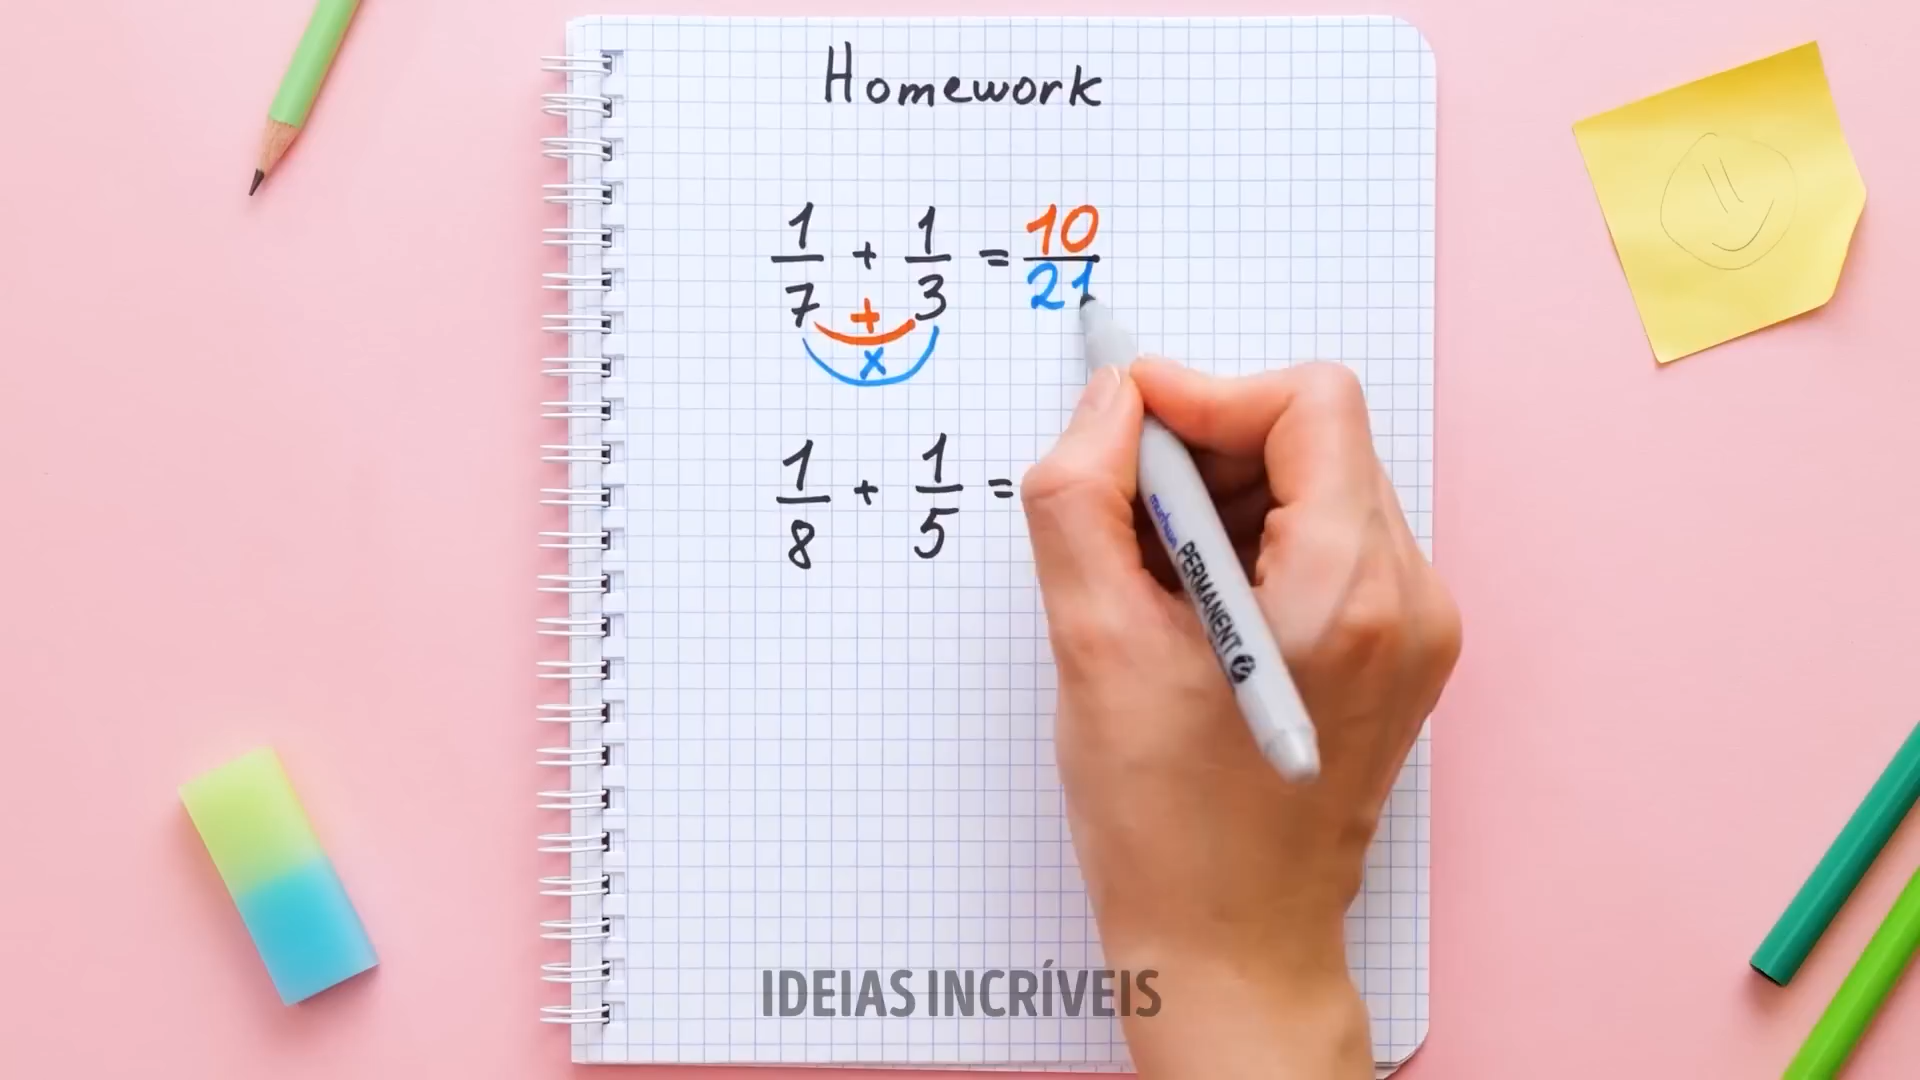 Homework
1/7 + 1/3 = 10/21
+
x
1/8 + 1/5 =
PERMANENT
IDEIAS INCRÍVEIS